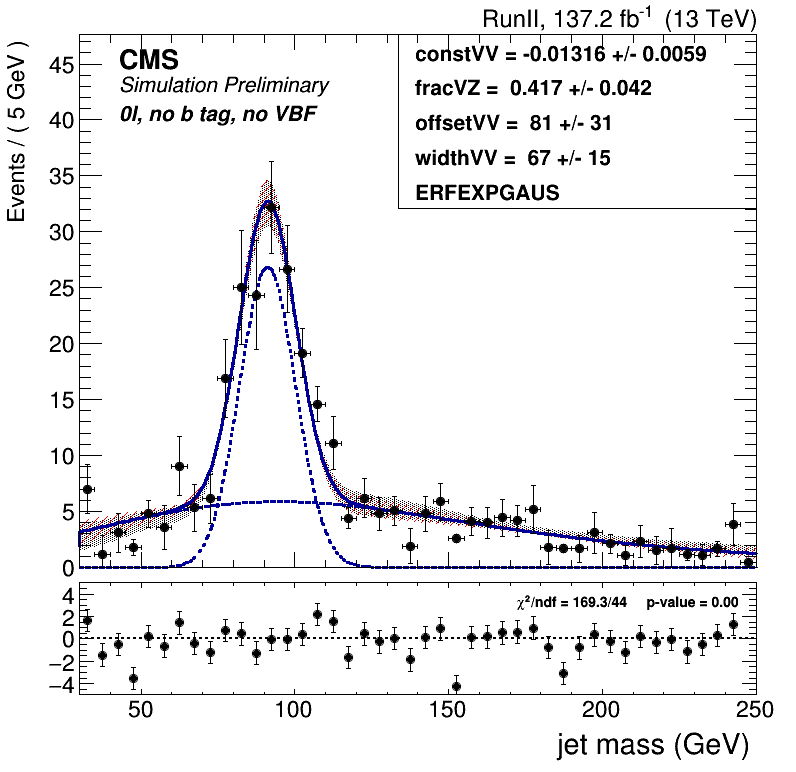 RunII, 137.2 fb⁻¹ (13 TeV)
CMS
Simulation Preliminary
0l, no b tag, no VBF
constVV = -0.01316 +/- 0.0059
fracVZ = 0.417 +/- 0.042
offsetVV = 81 +/- 31
widthVV = 67 +/- 15
ERFEXPGAUS
Events / ( 5 GeV )
45
40
35
30
25
20
15
10
5
0
χ²/ndf = 169.3/44 p-value = 0.00
4
2
0
−2
−4
50 100 150 200 250
jet mass (GeV)